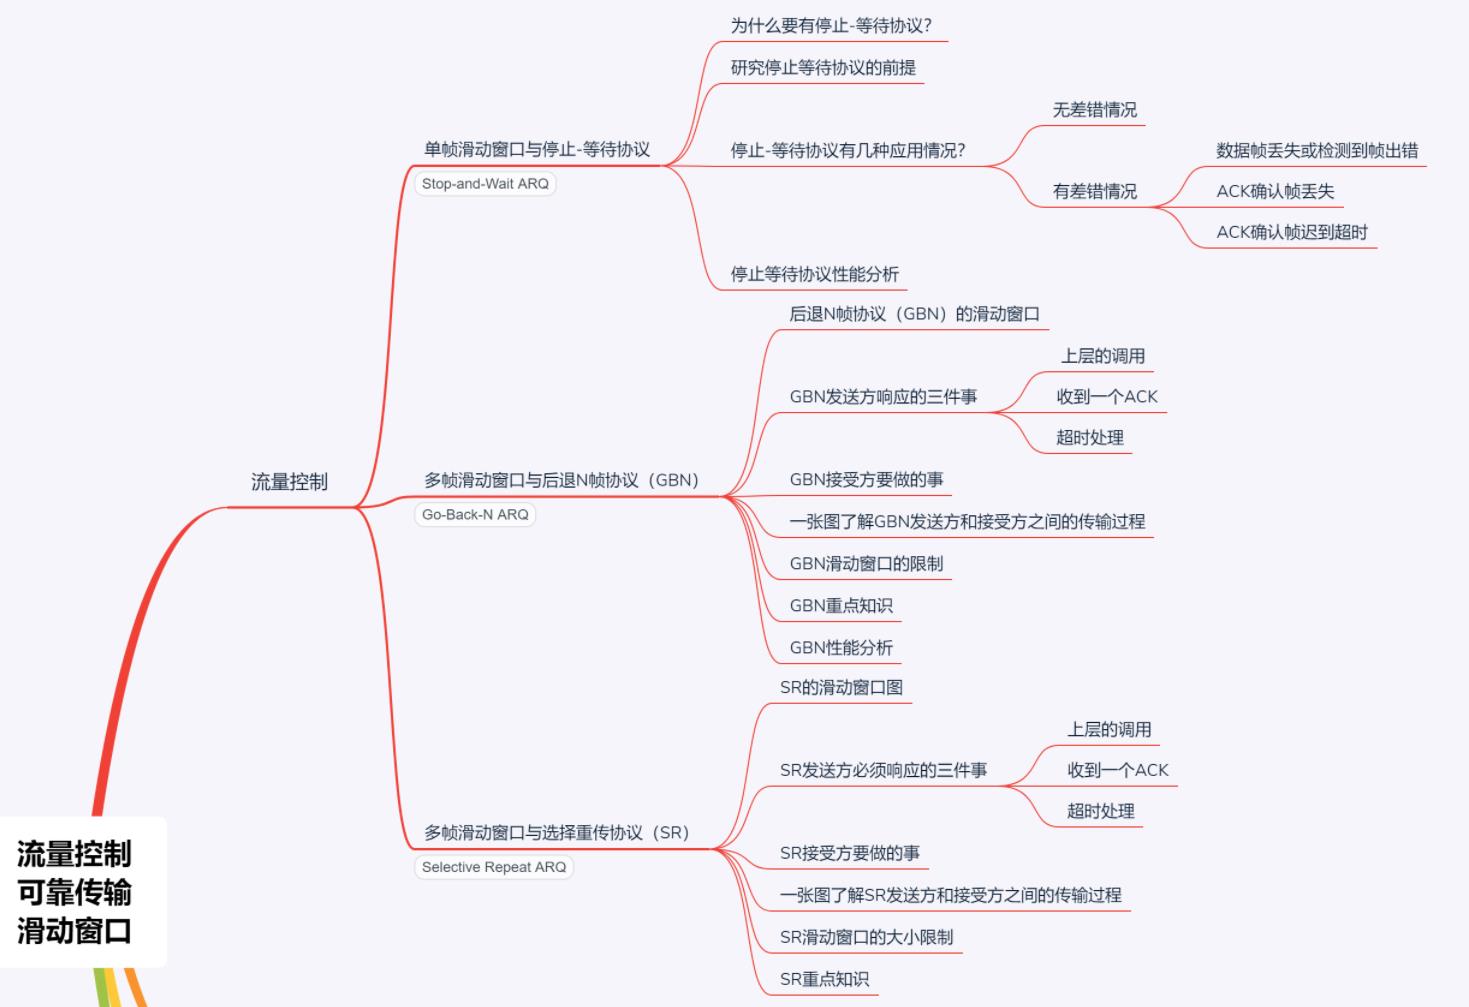 流量控制
可靠传输
滑动窗口
流量控制
单帧滑动窗口与停止-等待协议
Stop-and-Wait ARQ
为什么要有停止-等待协议?
研究停止等待协议的前提
停止-等待协议有几种应用情况?
无差错情况
有差错情况
数据帧丢失或检测到帧出错
ACK确认帧丢失
ACK确认帧迟到超时
停止等待协议性能分析
多帧滑动窗口与后退N帧协议（GBN）
Go-Back-N ARQ
后退N帧协议（GBN）的滑动窗口
GBN发送方响应的三件事
上层的调用
收到一个ACK
超时处理
GBN接受方要做的事
一张图了解GBN发送方和接受方之间的传输过程
GBN滑动窗口的限制
GBN重点知识
GBN性能分析
多帧滑动窗口与选择重传协议（SR）
Selective Repeat ARQ
SR的滑动窗口图
SR发送方必须响应的三件事
上层的调用
收到一个ACK
超时处理
SR接受方要做的事
一张图了解SR发送方和接受方之间的传输过程
SR滑动窗口的大小限制
SR重点知识